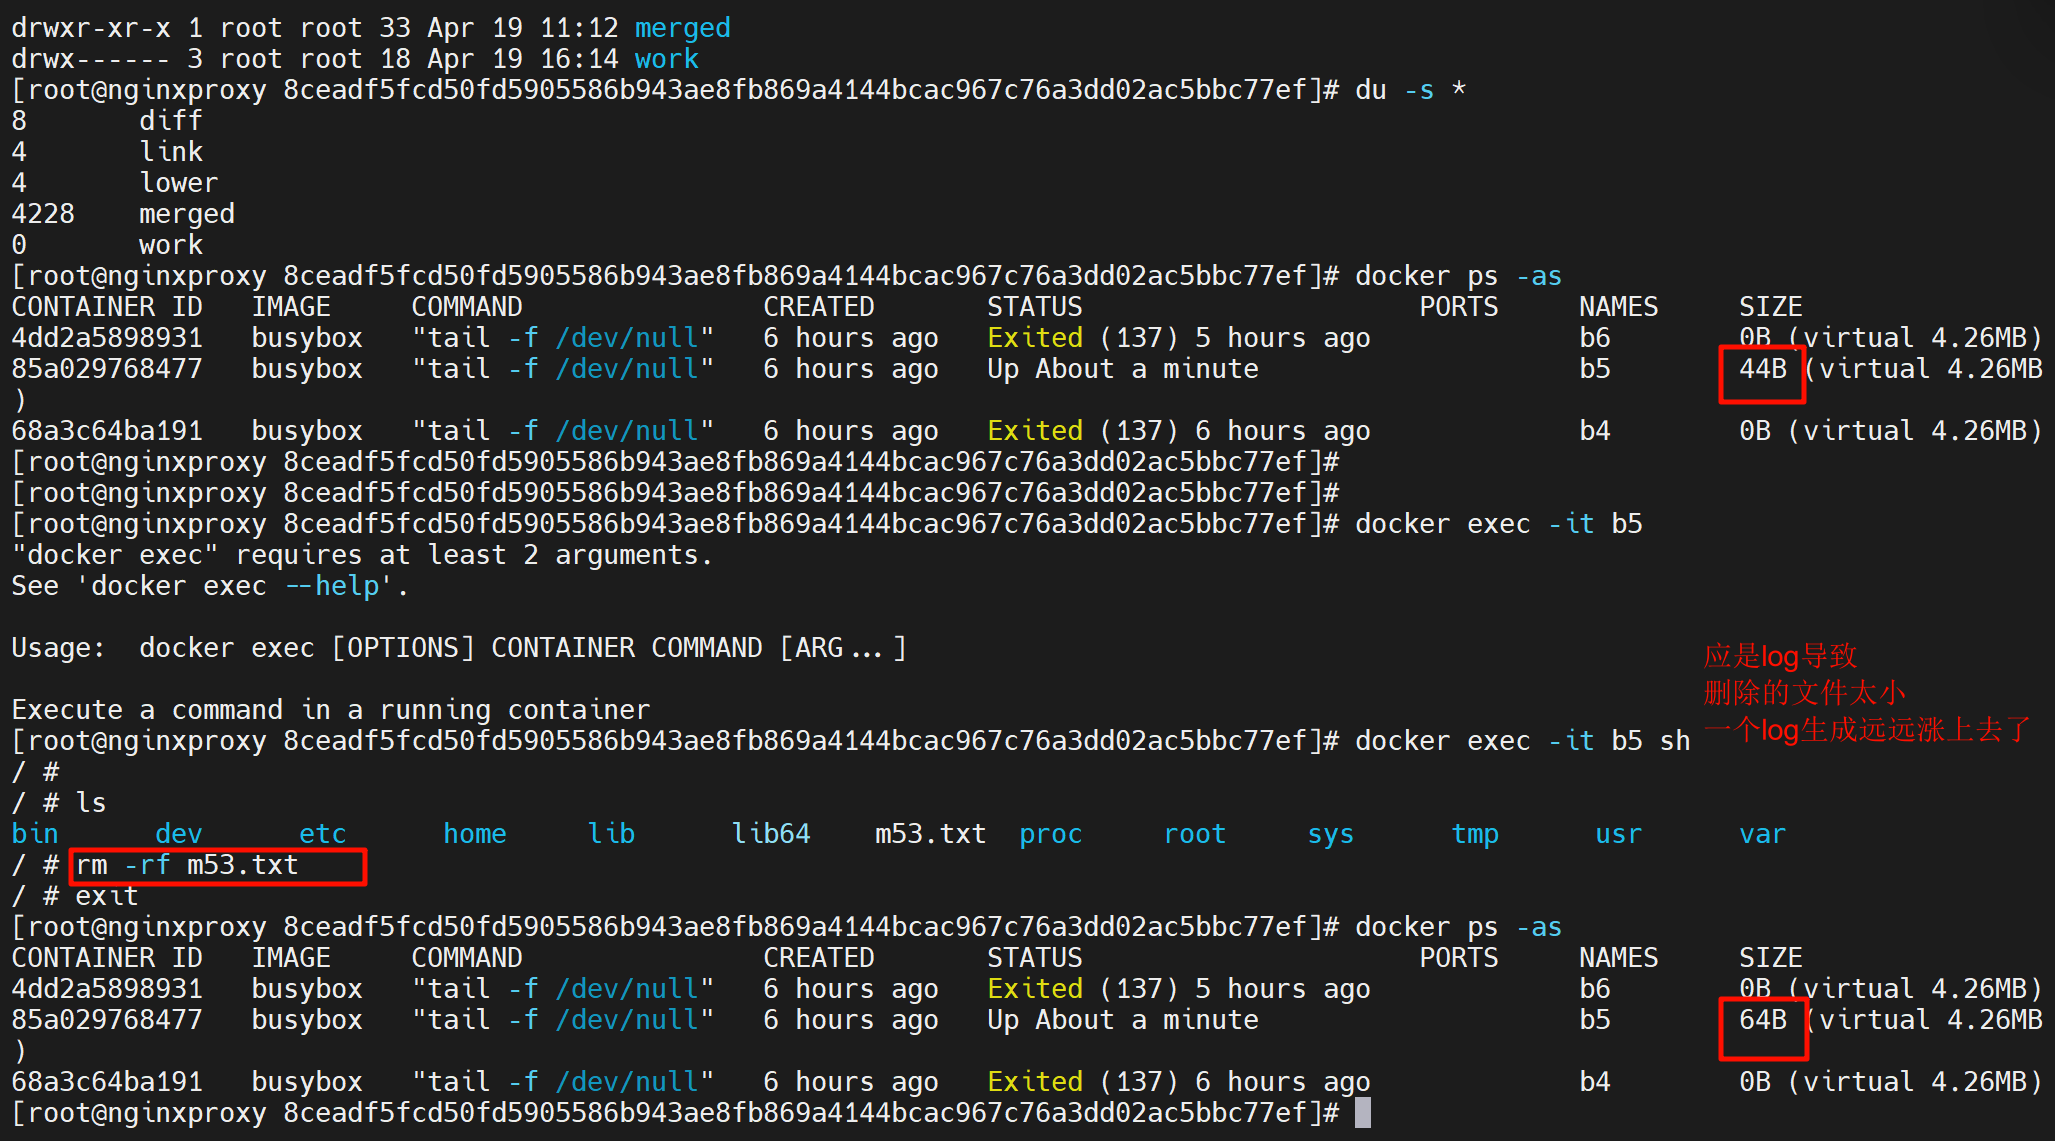 drwxr-xr-x 1 root root 33 Apr 19 11:12 merged
drwx------ 3 root root 18 Apr 19 16:14 work
[root@nginxproxy 8ceadf5fcd50fd5905586b943ae8fb869a4144bcac967c76a3dd02ac5bbc77ef]# du -s *
8       diff
4       link
4       lower
4228    merged
0       work
[root@nginxproxy 8ceadf5fcd50fd5905586b943ae8fb869a4144bcac967c76a3dd02ac5bbc77ef]# docker ps -as
CONTAINER ID   IMAGE     COMMAND               CREATED       STATUS                     PORTS     NAMES     SIZE
4dd2a5898931   busybox   "tail -f /dev/null"   6 hours ago   Exited (137) 5 hours ago             b6        0B (virtual 4.26MB)
85a029768477   busybox   "tail -f /dev/null"   6 hours ago   Up About a minute                    b5        44B (virtual 4.26MB
)
68a3c64ba191   busybox   "tail -f /dev/null"   6 hours ago   Exited (137) 6 hours ago             b4        0B (virtual 4.26MB)
[root@nginxproxy 8ceadf5fcd50fd5905586b943ae8fb869a4144bcac967c76a3dd02ac5bbc77ef]#
[root@nginxproxy 8ceadf5fcd50fd5905586b943ae8fb869a4144bcac967c76a3dd02ac5bbc77ef]#
[root@nginxproxy 8ceadf5fcd50fd5905586b943ae8fb869a4144bcac967c76a3dd02ac5bbc77ef]# docker exec -it b5
"docker exec" requires at least 2 arguments.
See 'docker exec --help'.
Usage:  docker exec [OPTIONS] CONTAINER COMMAND [ARG...]
应是log导致
删除的文件太小
一个log生成远远涨上去了
Execute a command in a running container
[root@nginxproxy 8ceadf5fcd50fd5905586b943ae8fb869a4144bcac967c76a3dd02ac5bbc77ef]# docker exec -it b5 sh
/ #
/ # ls
bin      dev      etc      home     lib      lib64    m53.txt  proc     root     sys      tmp      usr      var
/ # rm -rf m53.txt
/ # exit
[root@nginxproxy 8ceadf5fcd50fd5905586b943ae8fb869a4144bcac967c76a3dd02ac5bbc77ef]# docker ps -as
CONTAINER ID   IMAGE     COMMAND               CREATED       STATUS                     PORTS     NAMES     SIZE
4dd2a5898931   busybox   "tail -f /dev/null"   6 hours ago   Exited (137) 5 hours ago             b6        0B (virtual 4.26MB)
85a029768477   busybox   "tail -f /dev/null"   6 hours ago   Up About a minute                    b5        64B (virtual 4.26MB
)
68a3c64ba191   busybox   "tail -f /dev/null"   6 hours ago   Exited (137) 6 hours ago             b4        0B (virtual 4.26MB)
[root@nginxproxy 8ceadf5fcd50fd5905586b943ae8fb869a4144bcac967c76a3dd02ac5bbc77ef]#